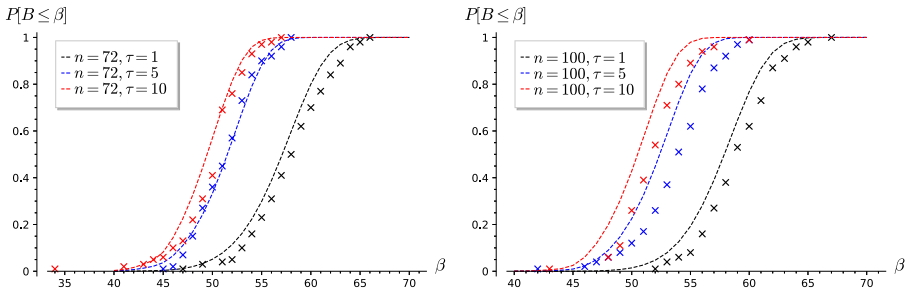 P[B ≤ β]
1
0.8
0.6
0.4
0.2
0
n = 72, τ = 1
n = 72, τ = 5
n = 72, τ = 10
35 40 45 50 55 60 65 70
β
P[B ≤ β]
1
0.8
0.6
0.4
0.2
0
n = 100, τ = 1
n = 100, τ = 5
n = 100, τ = 10
40 45 50 55 60 65 70
β